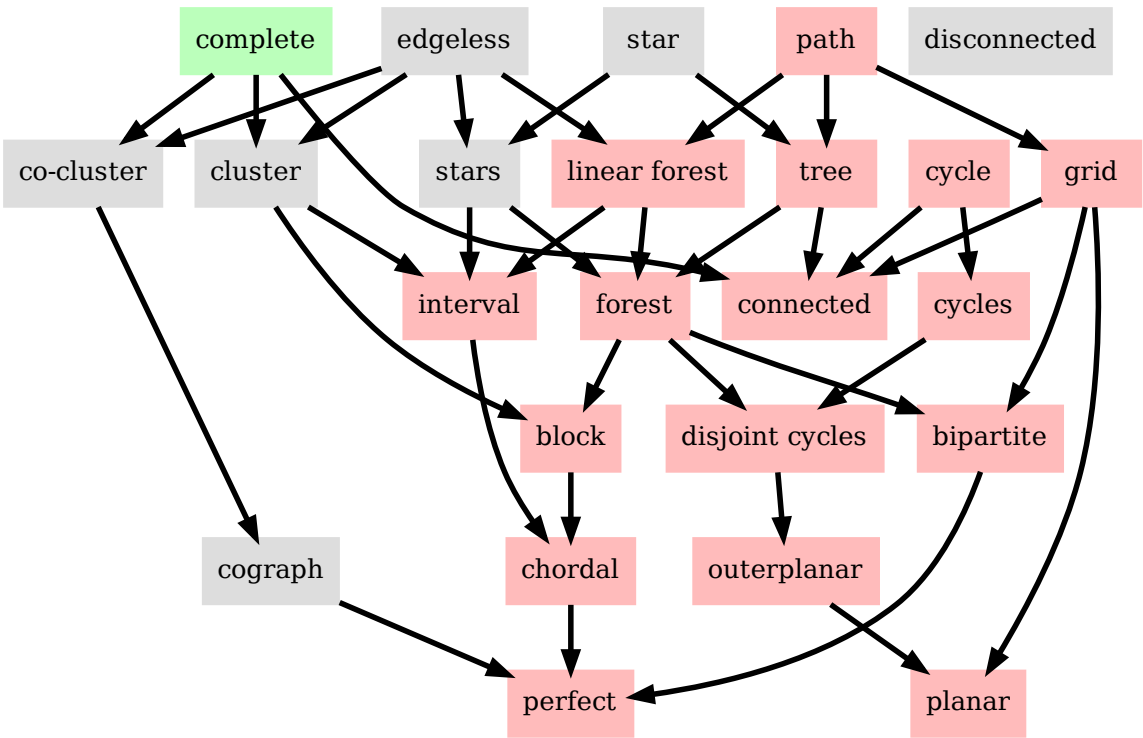 complete
edgeless
star
path
disconnected
co-cluster
cluster
stars
linear forest
tree
cycle
grid
interval
forest
connected
cycles
block
disjoint cycles
bipartite
cograph
chordal
outerplanar
perfect
planar